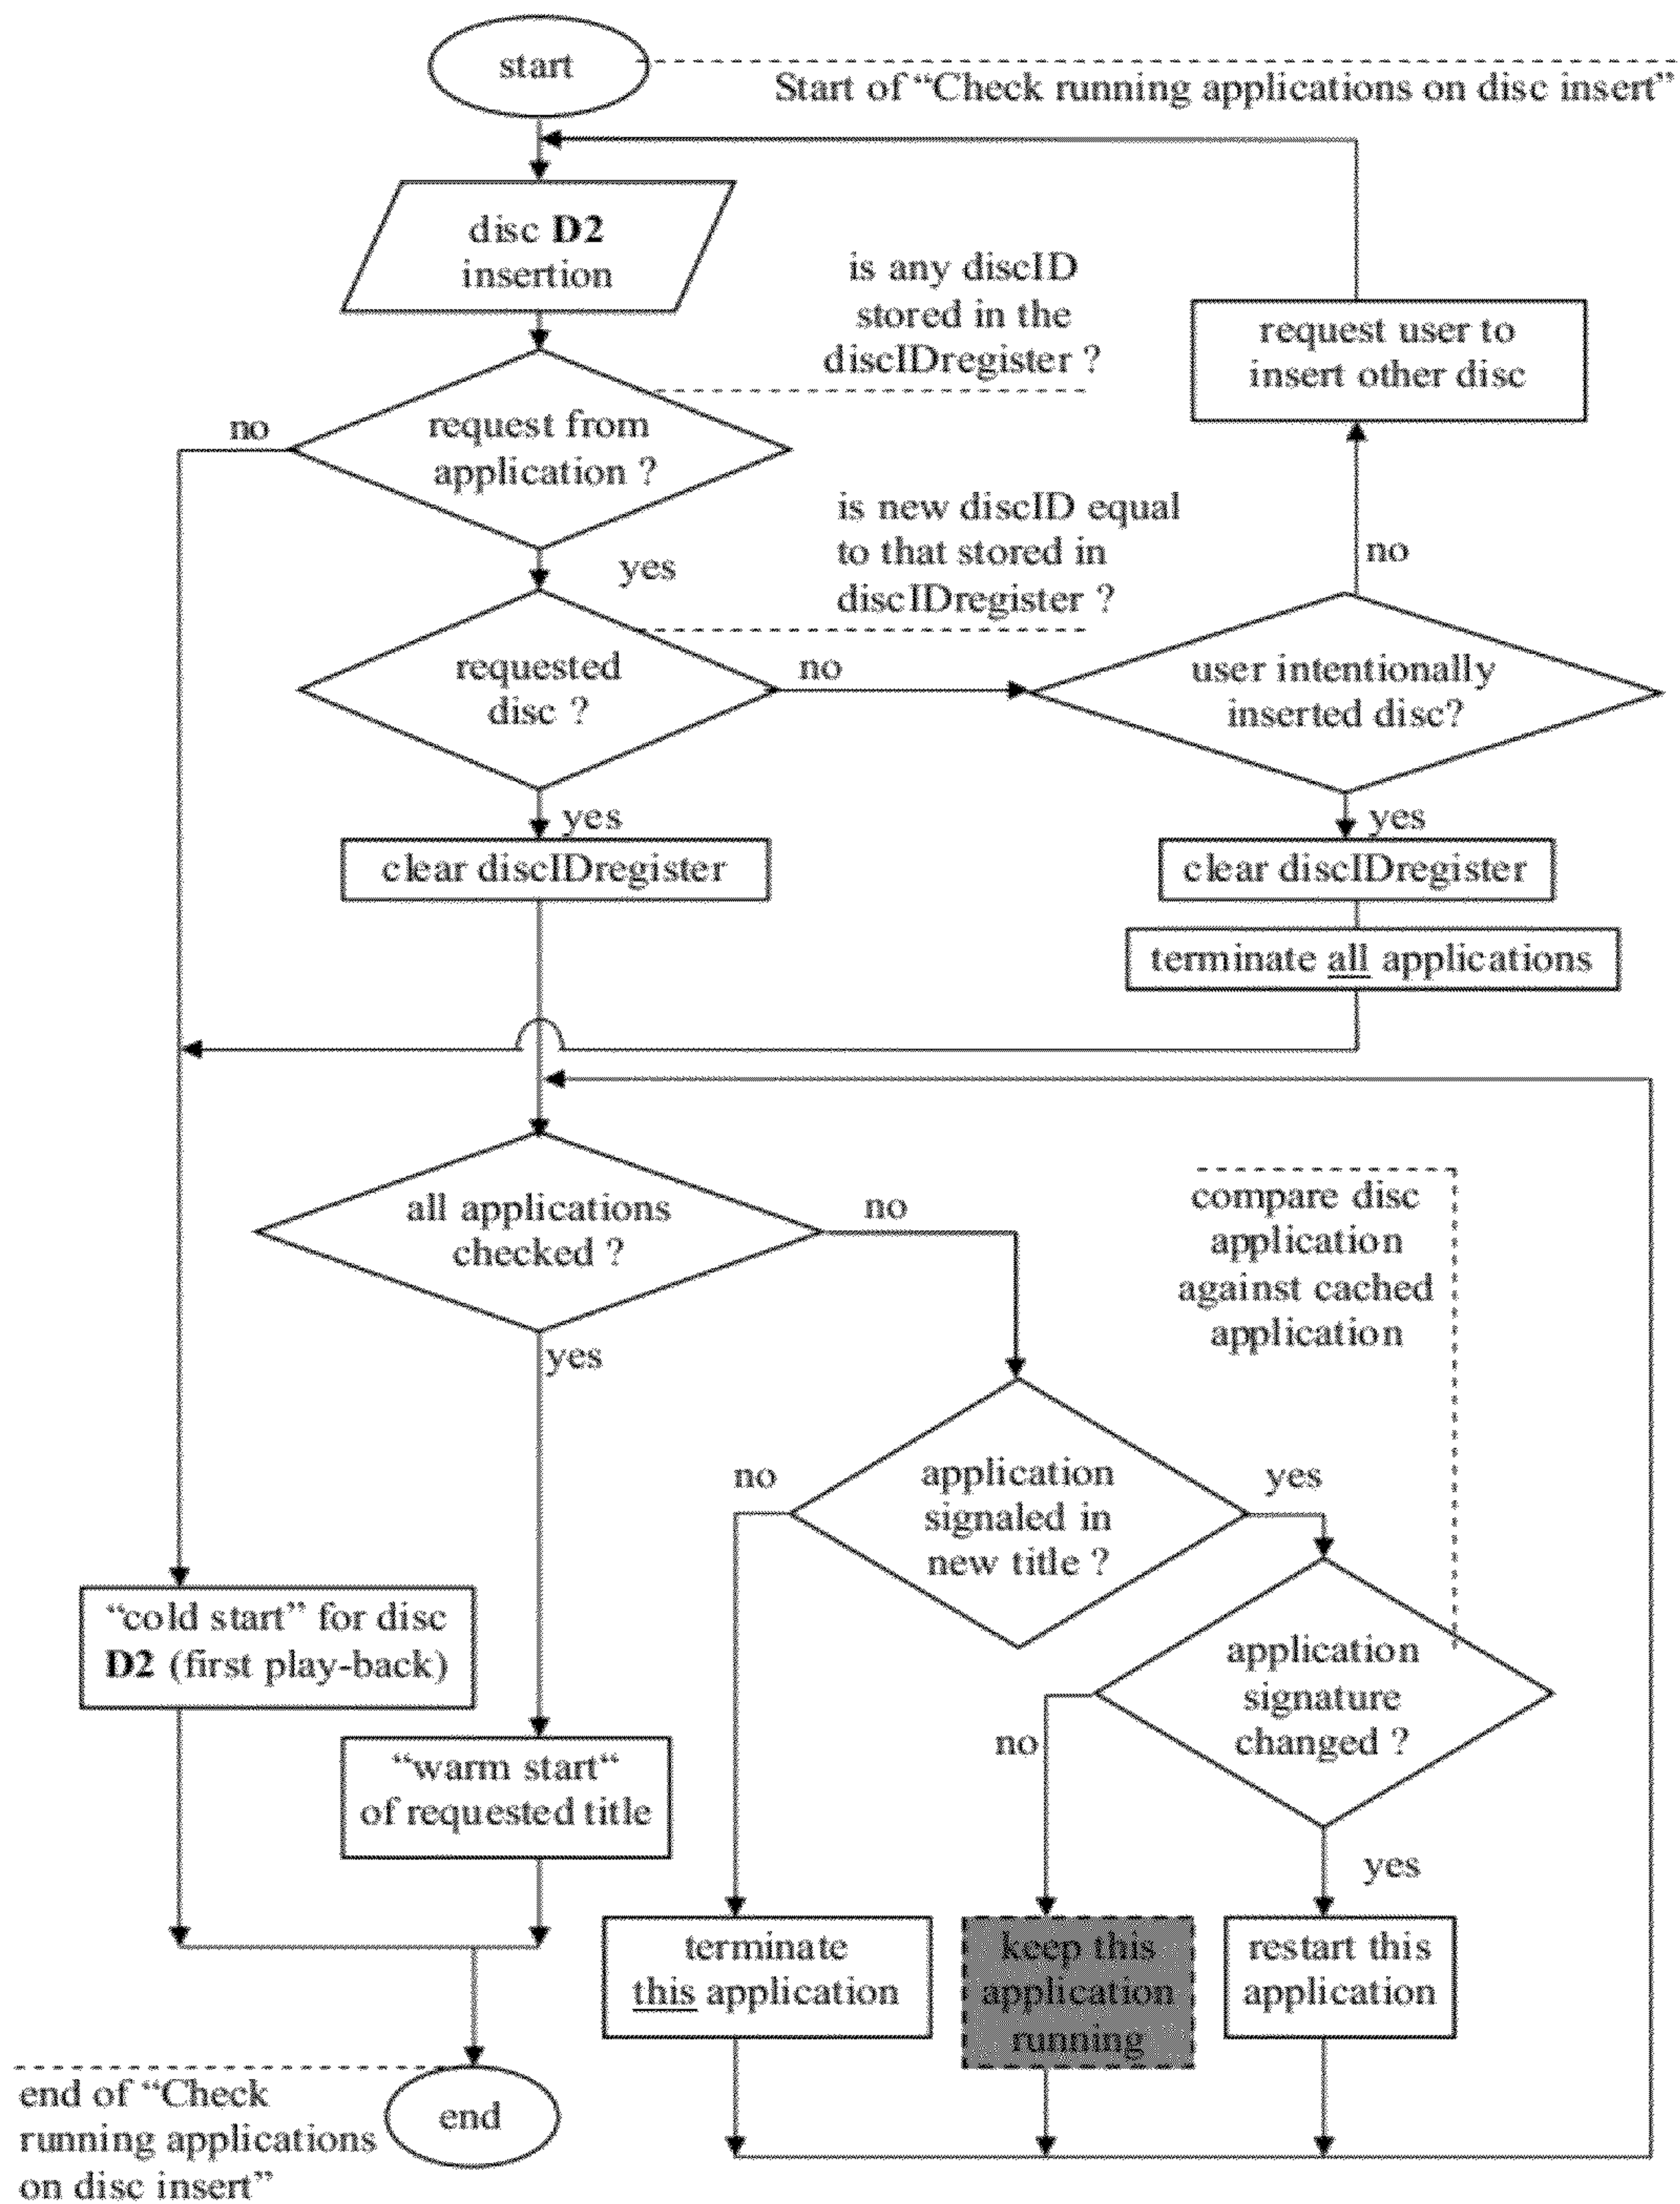 start
Start of “Check running applications on disc insert”
disc D2
insertion
is any discID
stored in the
discIDregister ?
request user to
insert other disc
no
request from
application ?
is new discID equal
to that stored in
discIDregister ?
no
yes
requested
disc ?
no
user intentionally
inserted disc?
yes
yes
clear discIDregister
clear discIDregister
terminate all applications
all applications
checked ?
no
compare disc
application
against cached
application
yes
no
application
signaled in
new title ?
yes
“cold start” for disc
D2 (first play-back)
application
signature
changed ?
no
“warm start“
of requested title
yes
terminate
this application
keep this
application
running
restart this
application
end of “Check
running applications
on disc insert”
end